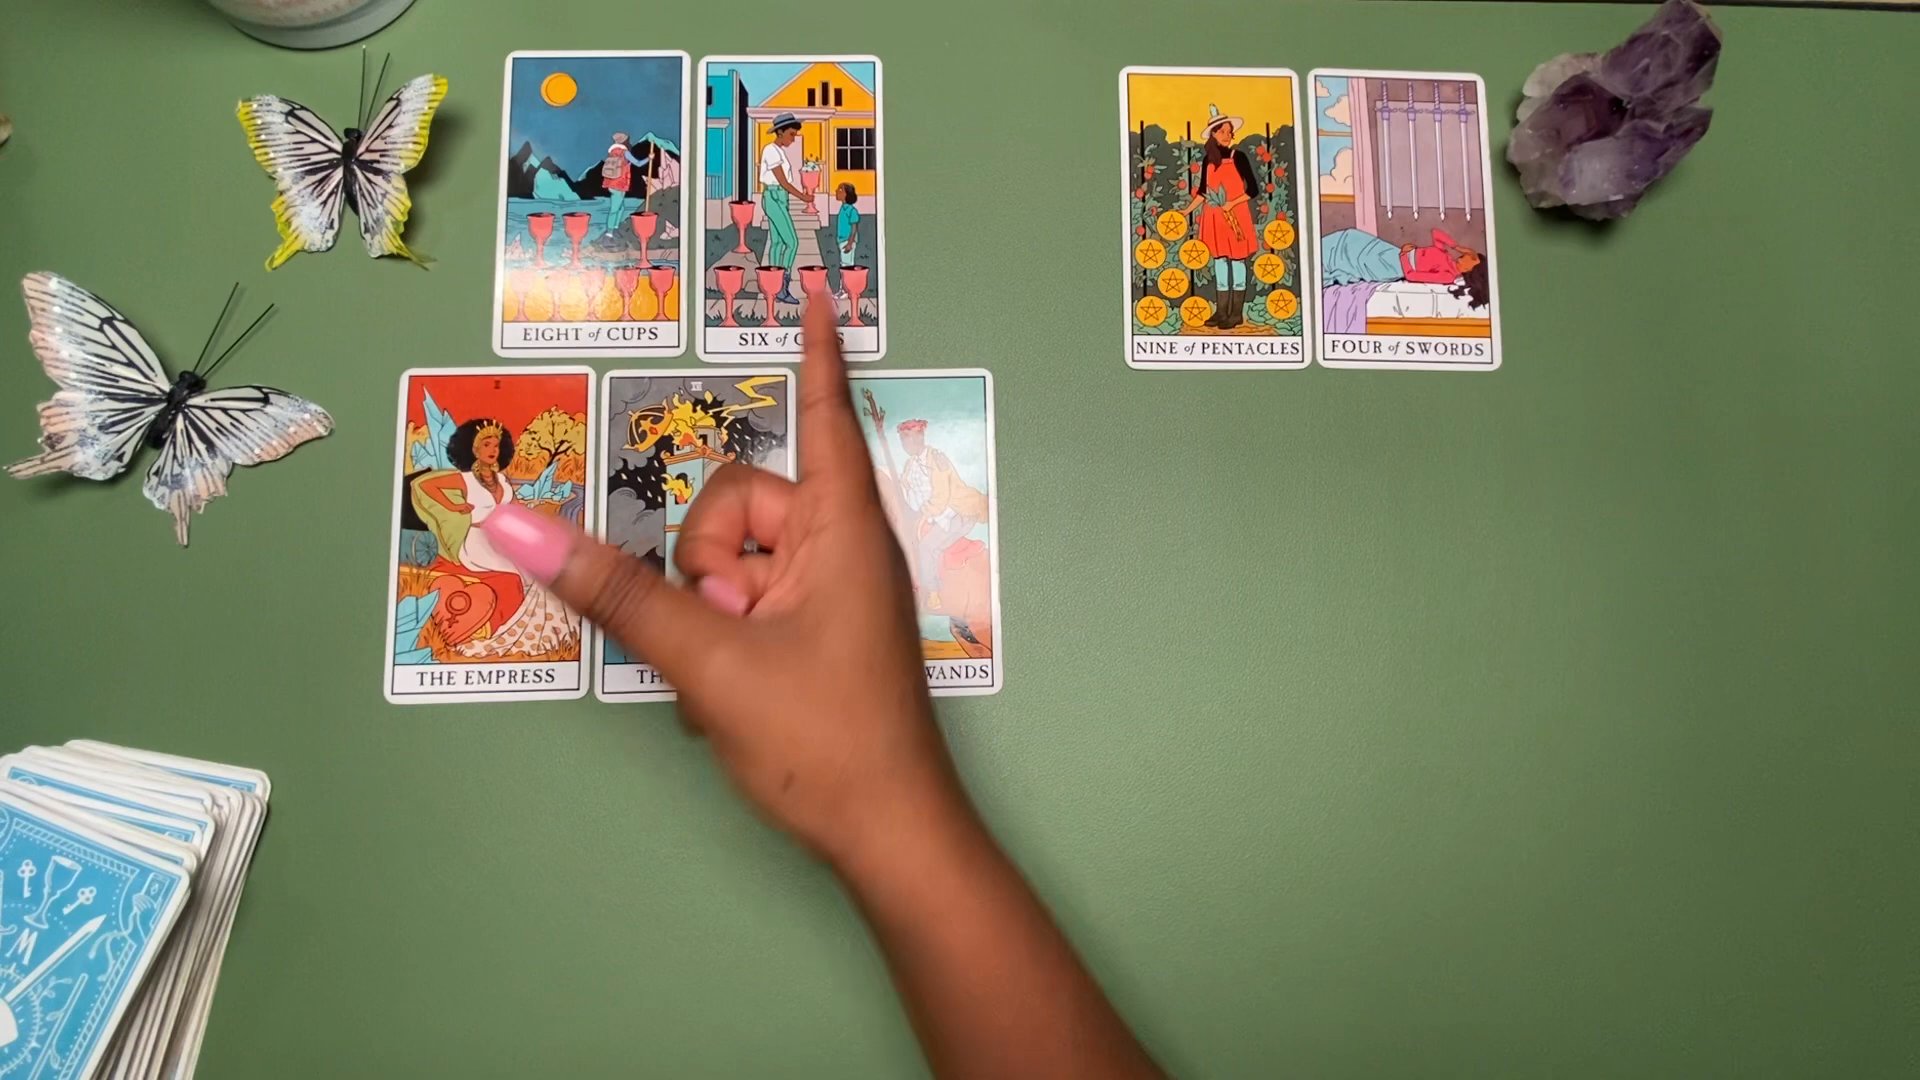 EIGHT of CUPS
SIX of C S
NINE of PENTACLES
FOUR of SWORDS
THE EMPRESS
TH
WANDS
M